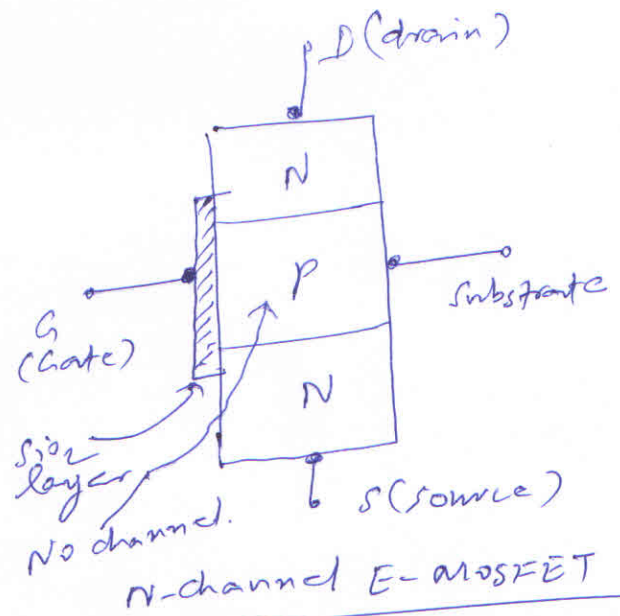 D (drain)
N
P
Substrate
G
(Gate)
N
SiO2
layer
No channel.
S (source)
N-channel E-MOSFET